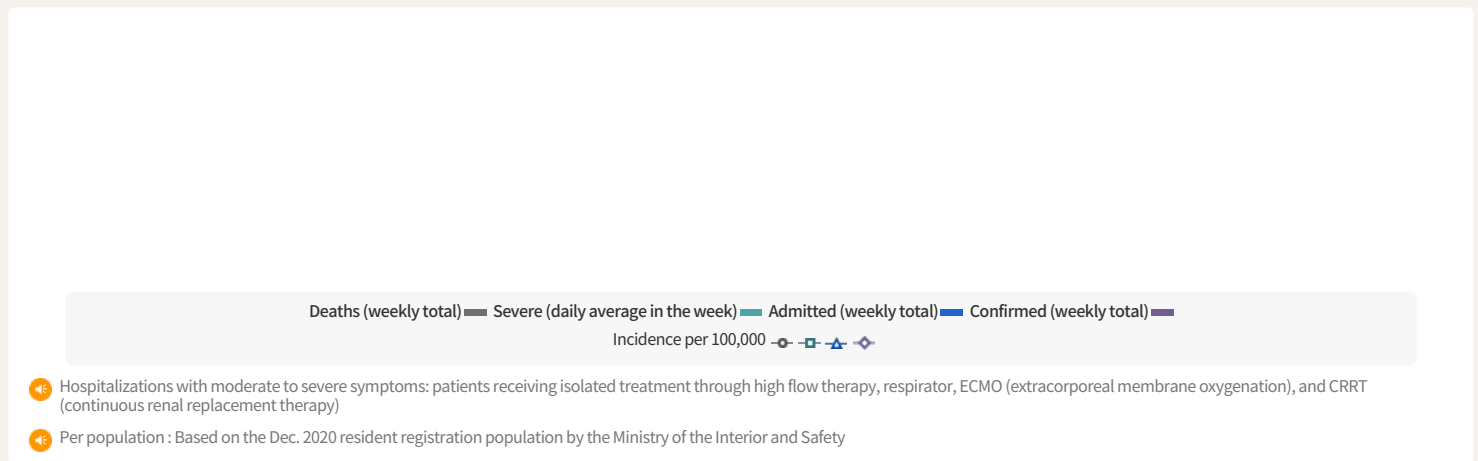 Deaths (weekly total) Severe (daily average in the week) Admitted (weekly total) Confirmed (weekly total)
Incidence per 100,000
Hospitalizations with moderate to severe symptoms: patients receiving isolated treatment through high flow therapy, respirator, ECMO (extracorporeal membrane oxygenation), and CRRT
(continuous renal replacement therapy)
Per population : Based on the Dec. 2020 resident registration population by the Ministry of the Interior and Safety